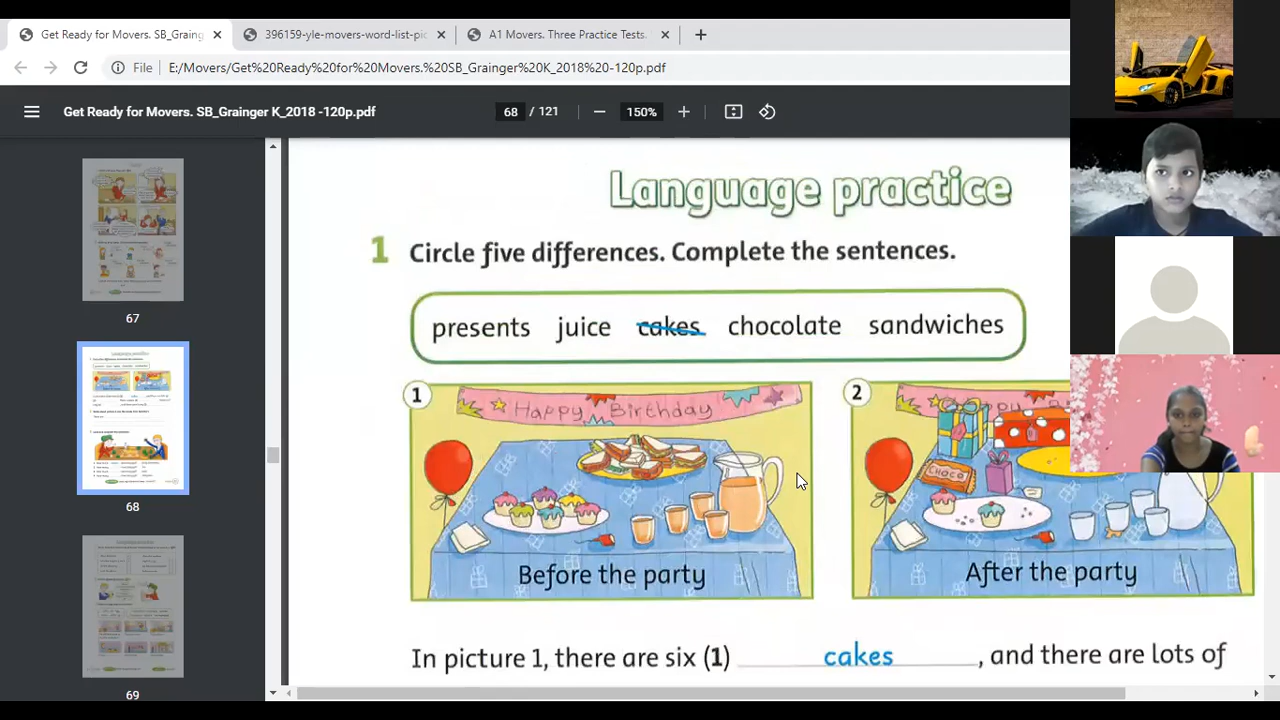 Get Ready for Movers. SB_Graing
396159-yle-movers-word-list-pic
A1 Movers. Three Practice Tests.
File
E:/Movers/Get%20Ready%20for%20Mover
s.%20SB_Grainger%20K_2018%20-120p.pdf
Get Ready for Movers. SB_Grainger K_2018 -120p.pdf
68 / 121
150%
67
68
69
Language practice
1 Circle five differences. Complete the sentences.
presents juice cakes chocolate sandwiches
1
Birthday
Before the party
2
After the party
In picture 1, there are six (1) cakes, and there are lots of